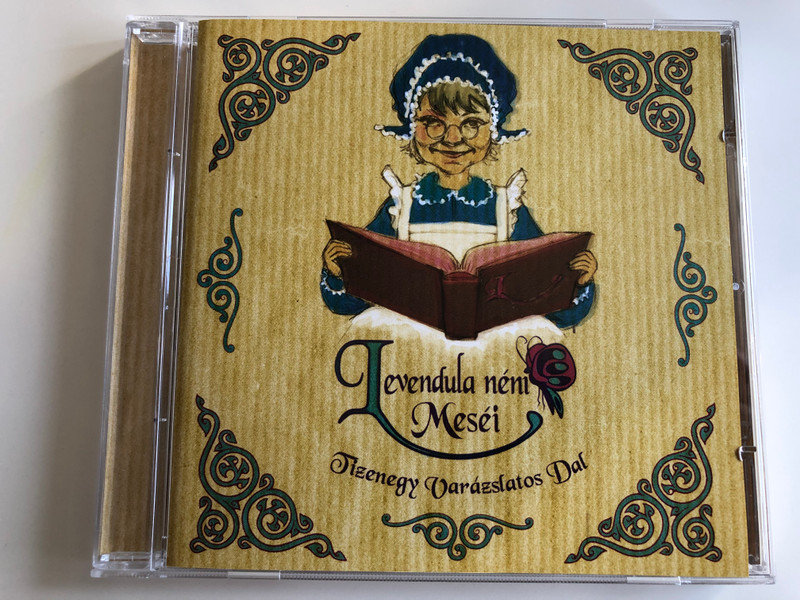 Levendula néni
Meséi
Tizenegy Varázslatos Dal